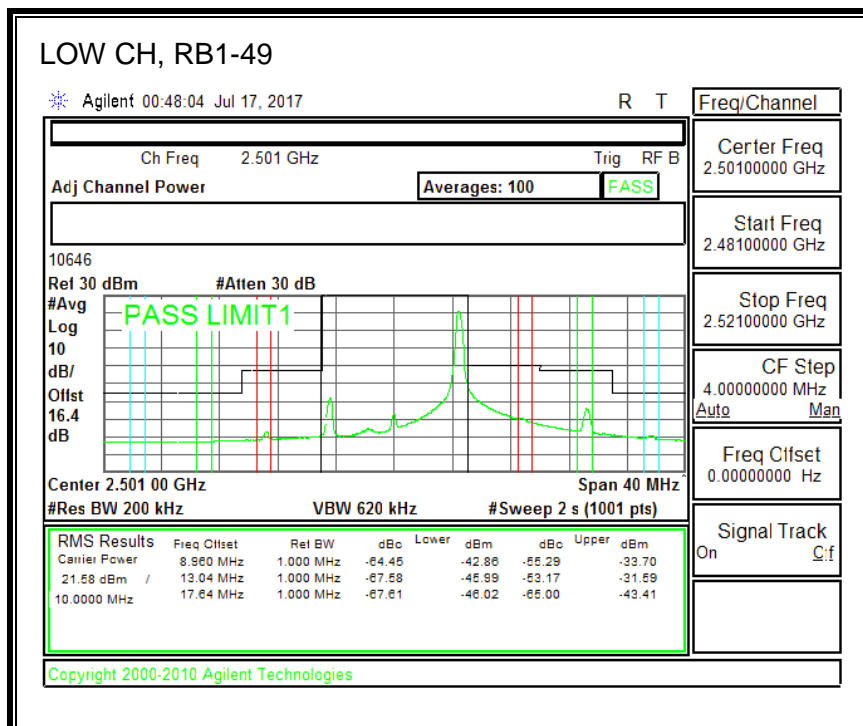 LOW CH, RB1-49
Agilent 00:48:04 Jul 17, 2017 R T
Freq/Channel
Ch Freq 2.501 GHz Trig RF B
Adj Channel Power Averages: 100 PASS
10646
Ref 30 dBm #Atten 30 dB
#Avg
Log
10
dB/
Offst
16.4
dB
PASS LIMIT1
Center 2.501 00 GHz Span 40 MHz
#Res BW 200 kHz VBW 620 kHz #Sweep 2 s (1001 pts)
RMS Results Freq Offset Ref BW dBc Lower dBm dBc Upper dBm
Carrier Power 8.960 MHz 1.000 MHz -64.45 -42.86 -55.29 -33.70
21.58 dBm / 13.04 MHz 1.000 MHz -67.58 -45.99 -53.17 -31.59
10.0000 MHz 17.64 MHz 1.000 MHz -67.61 -46.02 -65.00 -43.41
Center Freq
2.50100000 GHz
Start Freq
2.48100000 GHz
Stop Freq
2.52100000 GHz
CF Step
4.00000000 MHz
Auto Man
Freq Offset
0.00000000 Hz
Signal Track
On Off
Copyright 2000-2010 Agilent Technologies